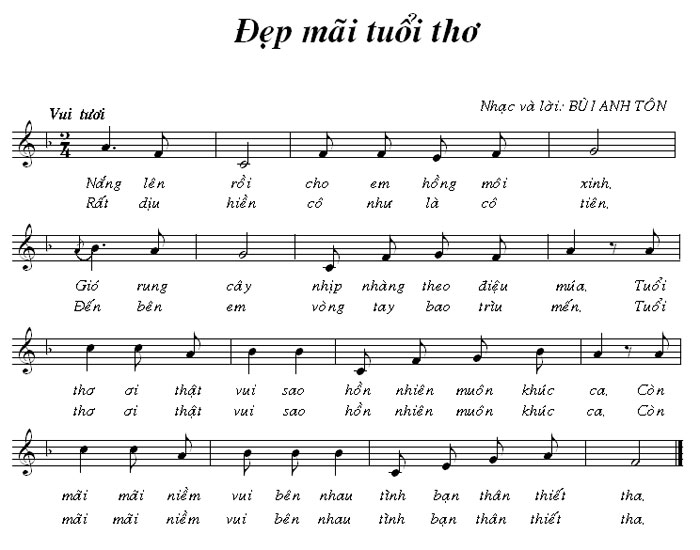 Đẹp mãi tuổi thơ
Nhạc và lời.: BÙI ANH TÔN
Vui tươi
2
4
Nắng lên rồi cho em hồng môi xinh,
Rất dịu hiền cô như là cô tiên,
Gió rung cây nhịp nhàng theo điệu múa, Tuổi
Đến bên em vòng tay bao trìu mến, Tuổi
thơ ơi thật vui sao hồn nhiên muôn khúc ca, Còn
thơ ơi thật vui sao hồn nhiên muôn khúc ca, Còn
mãi mãi niềm vui bên nhau tình bạn thân thiết tha,
mãi mãi niềm vui bên nhau tình bạn thân thiết tha,